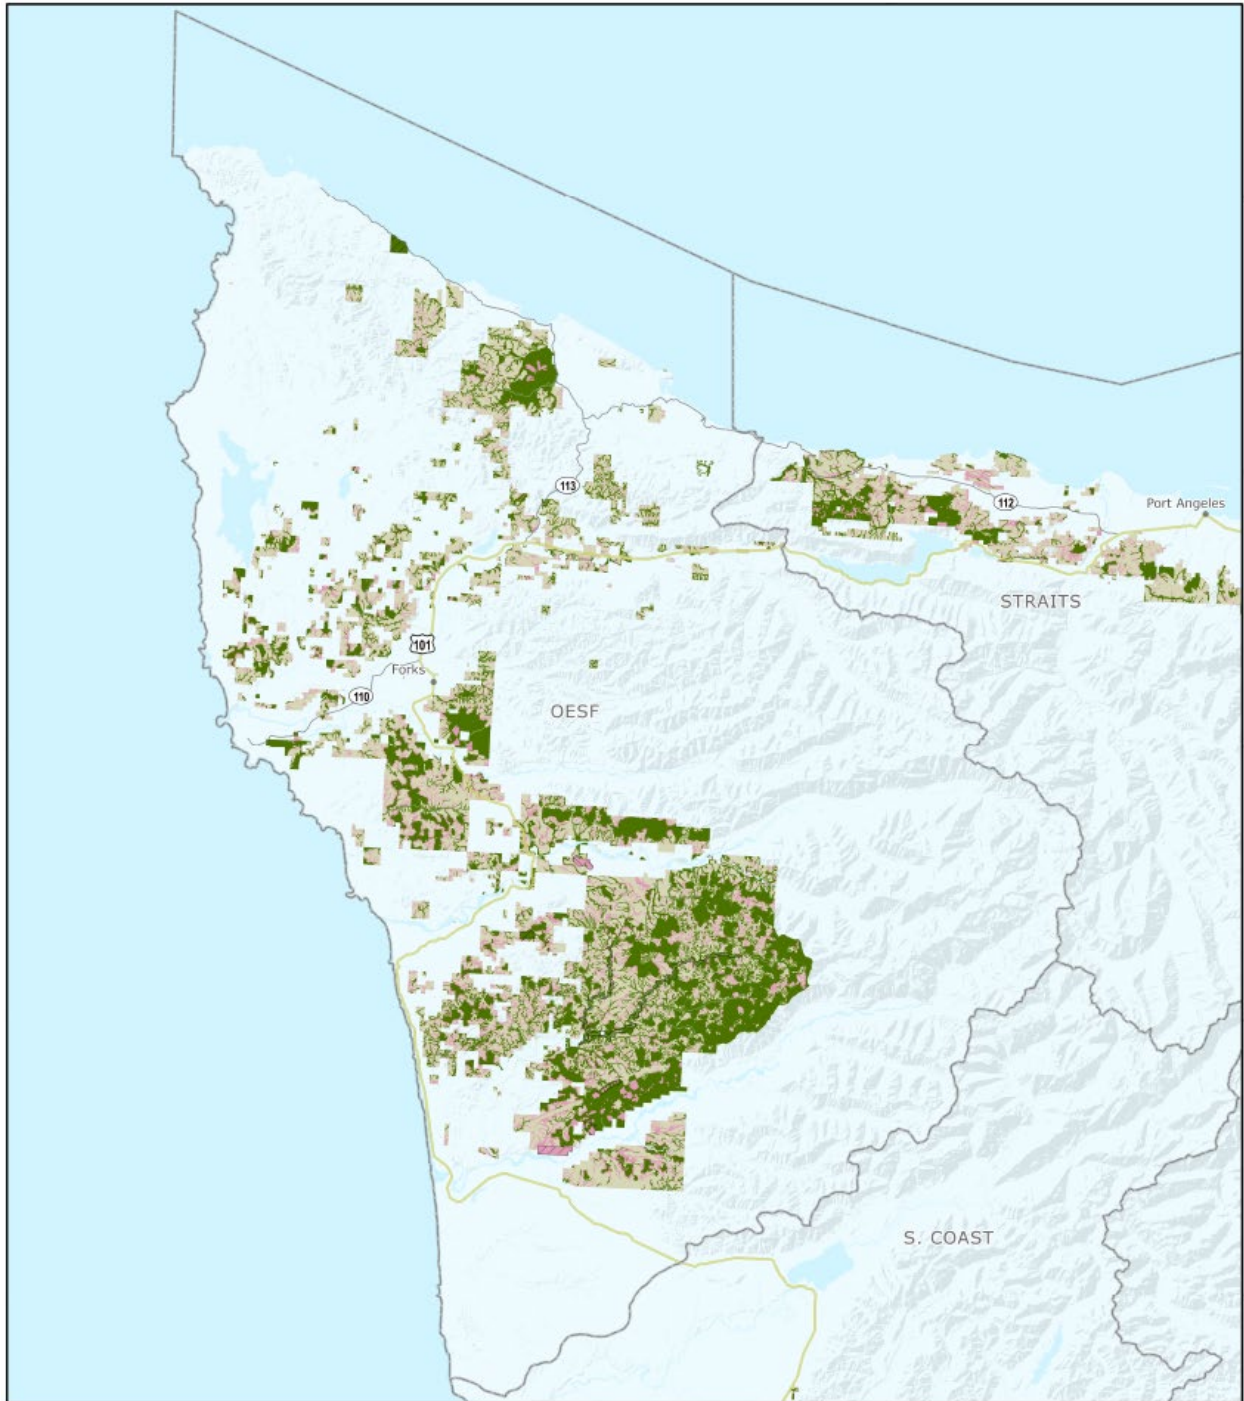 113
112
Port Angeles
STRAITS
101
Forks
110
OESF
S. COAST